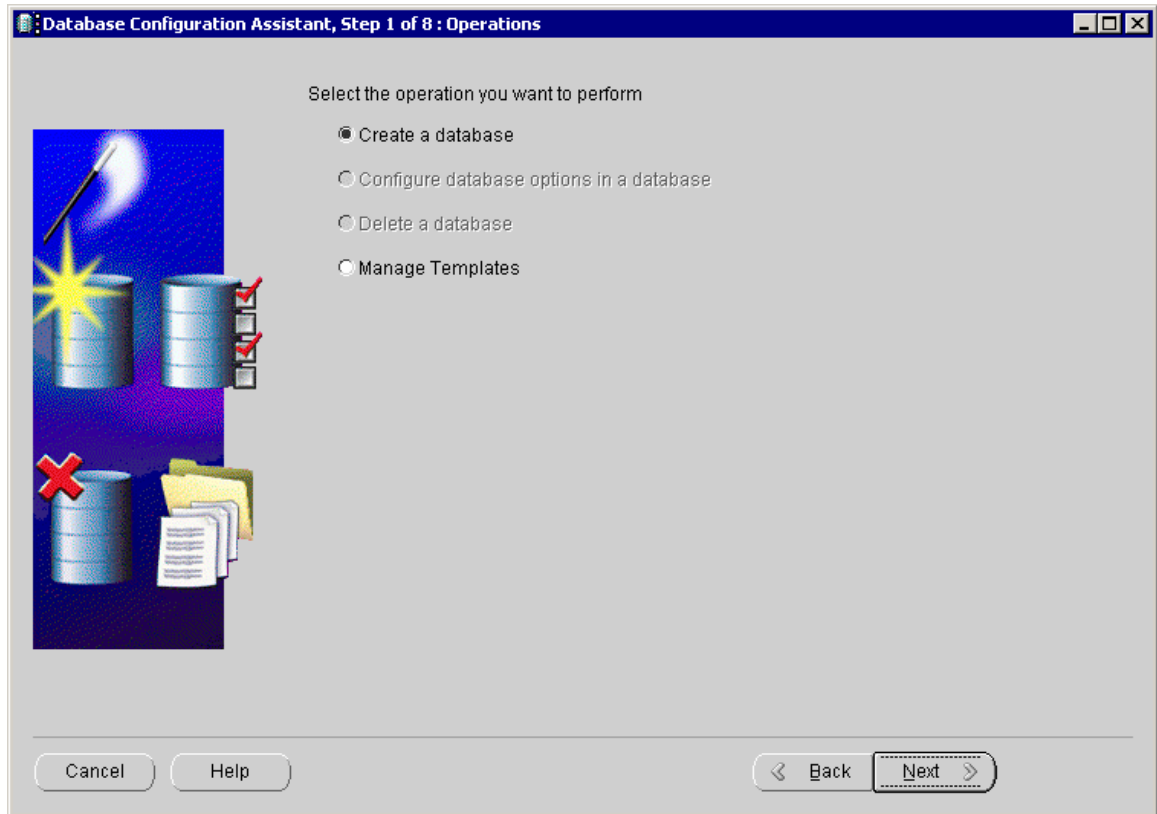 Database Configuration Assistant, Step 1 of 8 : Operations
Select the operation you want to perform
Create a database
Configure database options in a database
Delete a database
Manage Templates
Cancel
Help
Back
Next